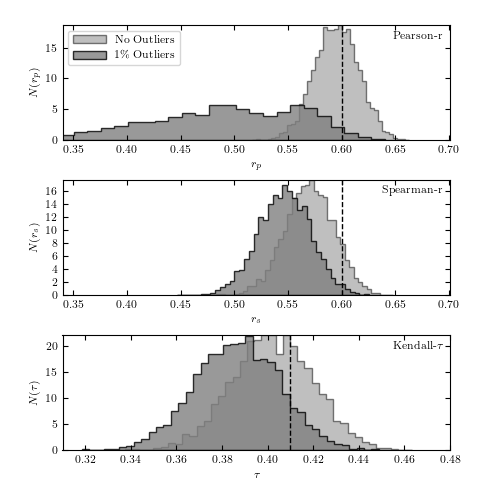 Pearson-r
No Outliers
1% Outliers
15
10
5
0
N(r_p)
0.35 0.40 0.45 0.50 0.55 0.60 0.65 0.70
r_p
Spearman-r
16
14
12
10
8
6
4
2
0
N(r_s)
0.35 0.40 0.45 0.50 0.55 0.60 0.65 0.70
r_s
Kendall-τ
20
15
10
5
0
N(τ)
0.32 0.34 0.36 0.38 0.40 0.42 0.44 0.46 0.48
τ